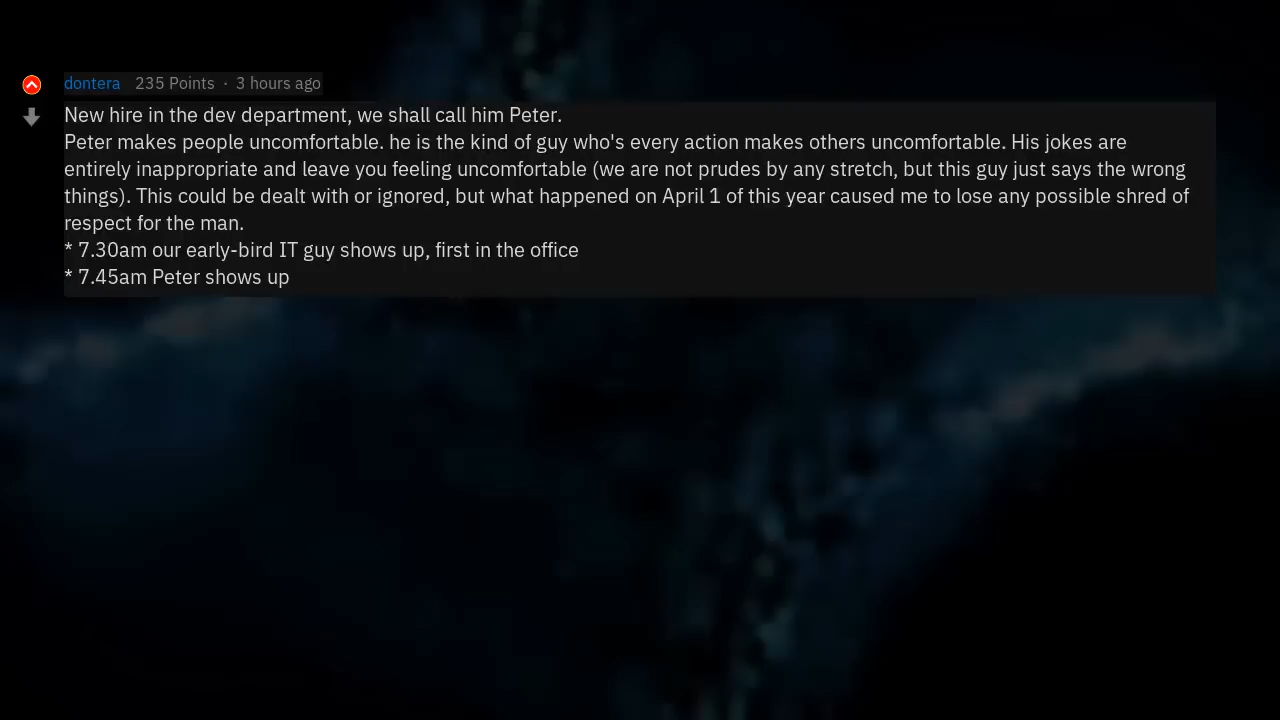 dontera 235 Points · 3 hours ago
New hire in the dev department, we shall call him Peter.
Peter makes people uncomfortable. he is the kind of guy who's every action makes others uncomfortable. His jokes are
entirely inappropriate and leave you feeling uncomfortable (we are not prudes by any stretch, but this guy just says the wrong
things). This could be dealt with or ignored, but what happened on April 1 of this year caused me to lose any possible shred of
respect for the man.
* 7.30am our early-bird IT guy shows up, first in the office
* 7.45am Peter shows up